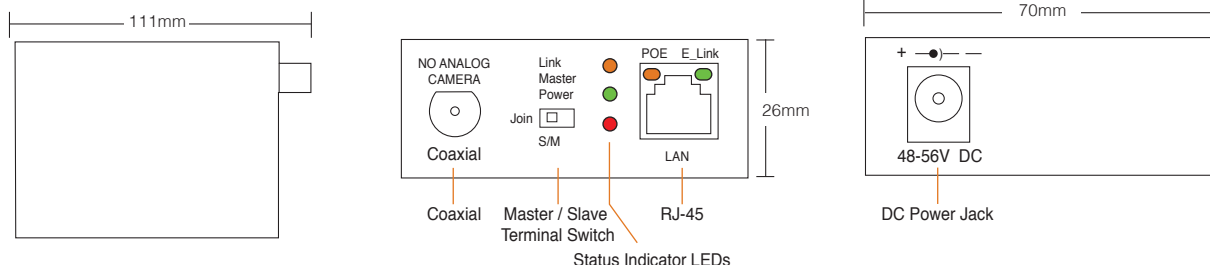 111mm
NO ANALOG
CAMERA
Coaxial
Link
Master
Power
Join
S/M
POE E_Link
LAN
26mm
Coaxial
Master / Slave
Terminal Switch
Status Indicator LEDs
RJ-45
70mm
+ —
48-56V DC
DC Power Jack